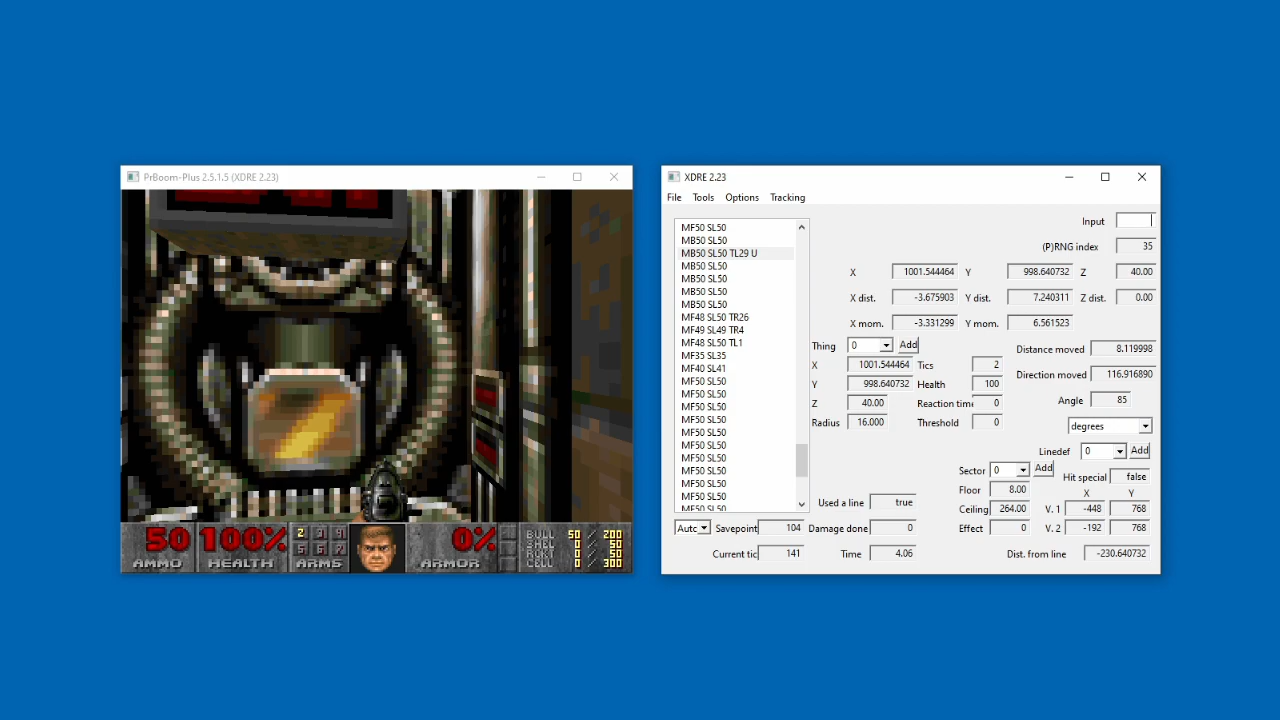 PrBoom-Plus 2.5.1.5 (XDRE 2.23)
50 100% 2 3 4 5 6 7 0%
BULL 50 / 200
SHEL 0 / 50
ROKT 0 / 50
CELL 0 / 300
AMMO HEALTH ARMS ARMOR
XDRE 2.23
File Tools Options Tracking
MF50 SL50
MB50 SL50
MB50 SL50 TL29 U
MB50 SL50
MB50 SL50
MB50 SL50
MB50 SL50
MF48 SL50 TR26
MF49 SL49 TR4
MF48 SL50 TL1
MF35 SL35
MF40 SL41
MF50 SL50
MF50 SL50
MF50 SL50
MF50 SL50
MF50 SL50
MF50 SL50
MF50 SL50
MF50 SL50
MF50 SL50
MF50 SL50
MF50 SL50
Input
(P)RNG index 35
X 1001.544464 Y 998.640732 Z 40.00
X dist. -3.675903 Y dist. 7.240311 Z dist. 0.00
X mom. -3.331299 Y mom. 6.561523
Thing 0 Add
X 1001.544464 Tics 2
Y 998.640732 Health 100
Z 40.00 Reaction time 0
Radius 16.000 Threshold 0
Distance moved 8.119998
Direction moved 116.916890
Angle 85
degrees
Linedef 0 Add
Sector 0 Add Hit special false
Floor 8.00 X Y
Ceiling 264.00 V. 1 -448 768
Effect 0 V. 2 -192 768
Dist. from line -230.640732
Used a line true
Autc Savepoint 104 Damage done 0
Current tic 141 Time 4.06